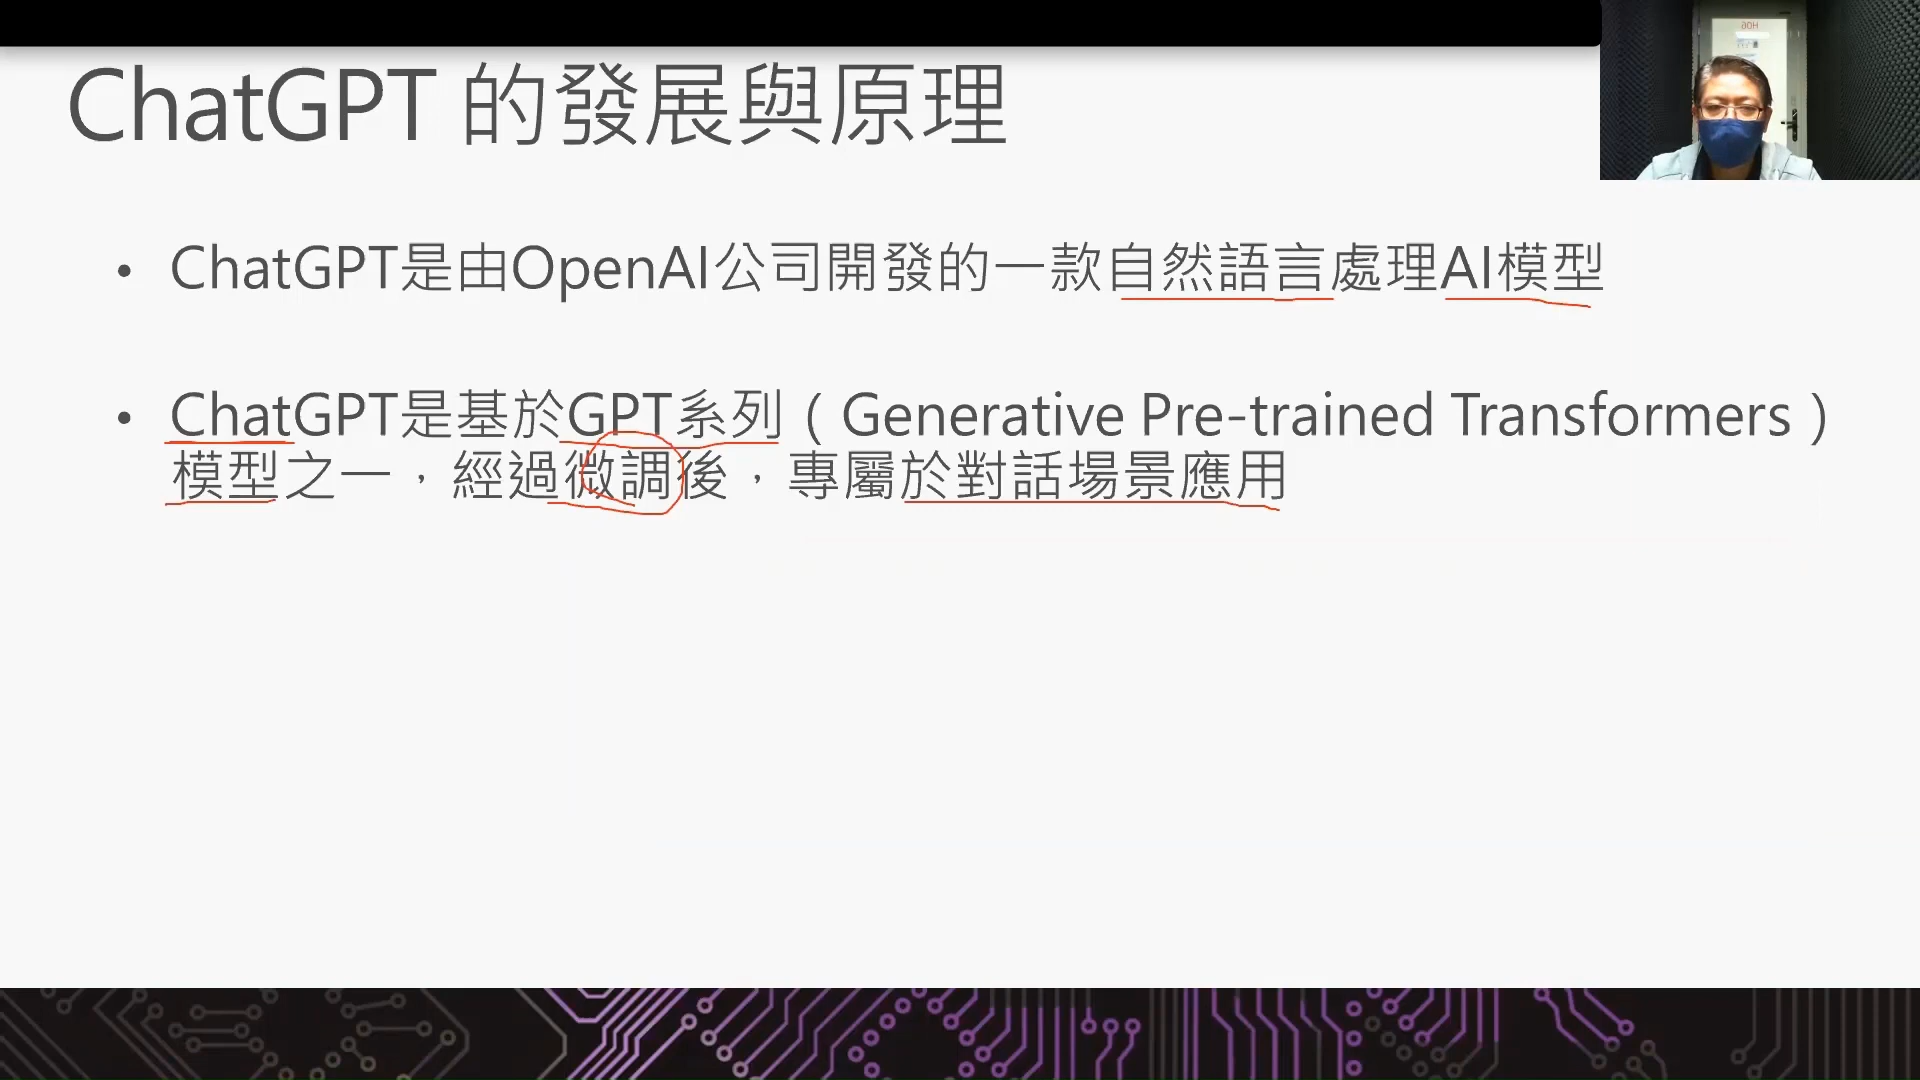 ChatGPT 的發展與原理
• ChatGPT是由OpenAI公司開發的一款自然語言處理AI模型
• ChatGPT是基於GPT系列（Generative Pre-trained Transformers）
模型之一，經過微調後，專屬於對話場景應用